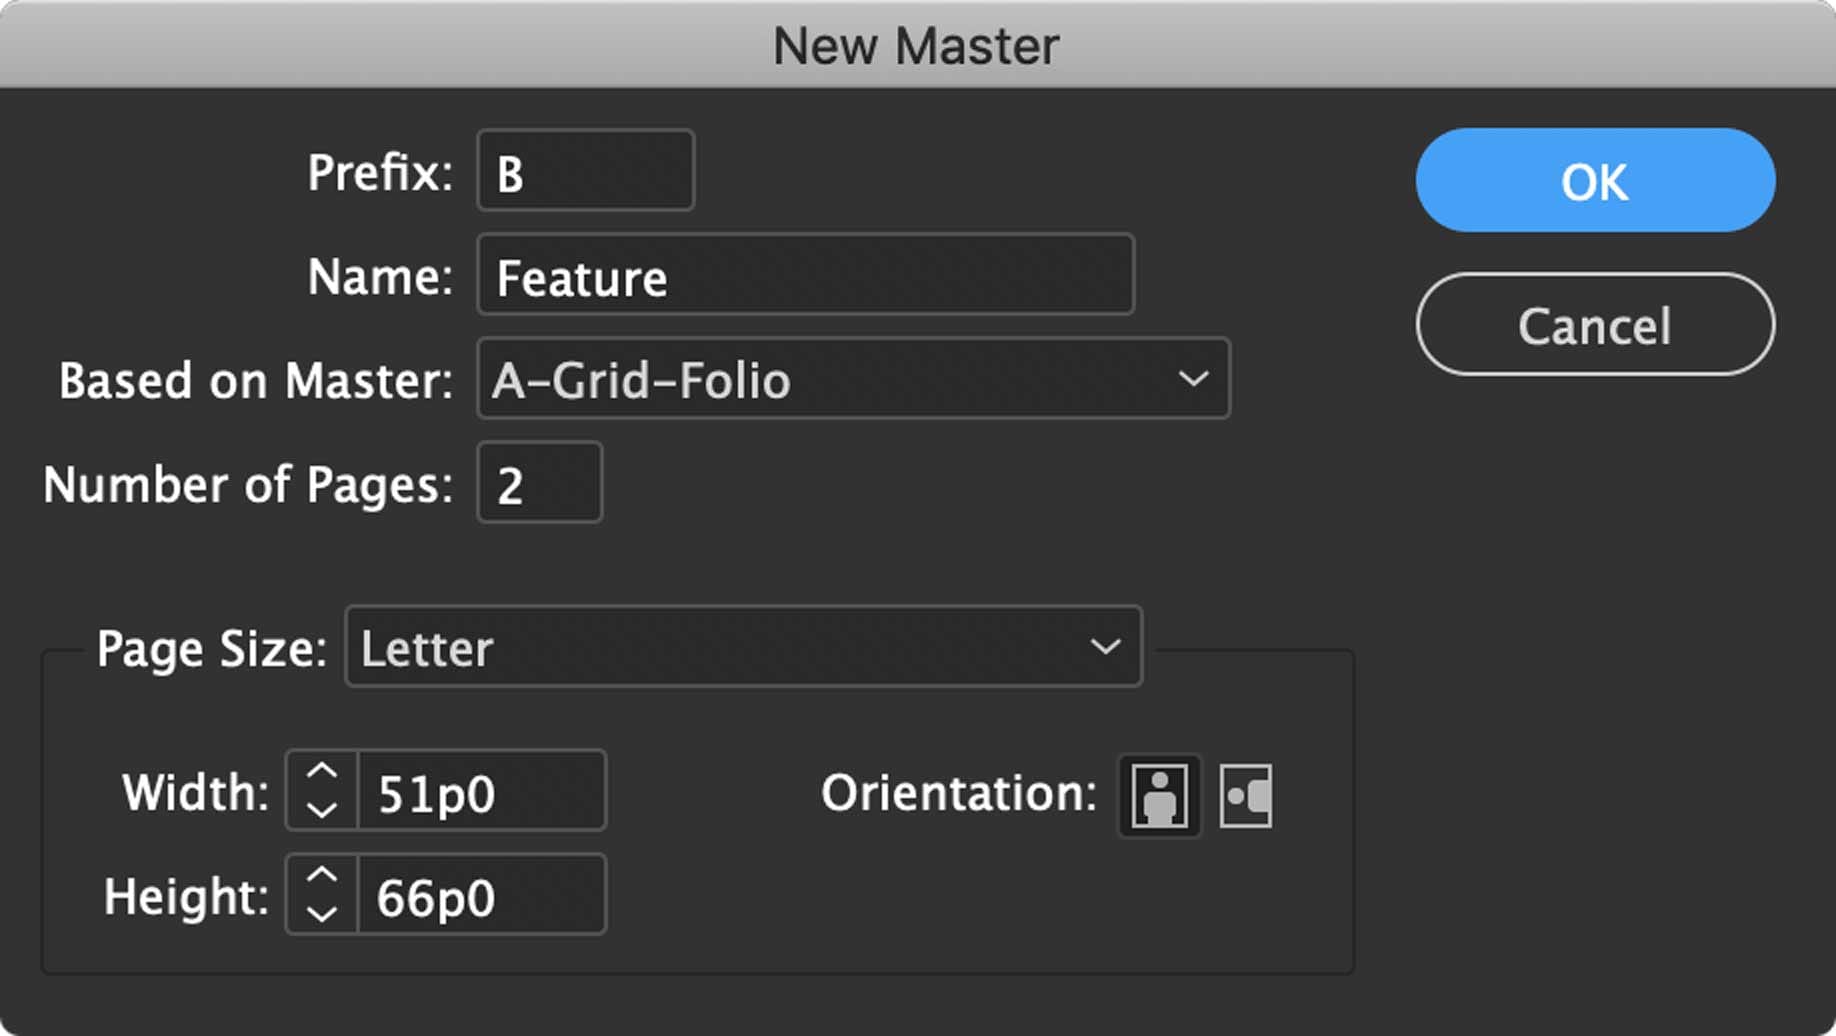 New Master
Prefix: B
OK
Name: Feature
Cancel
Based on Master: A-Grid-Folio
Number of Pages: 2
Page Size: Letter
Width: 51p0
Orientation:
Height: 66p0